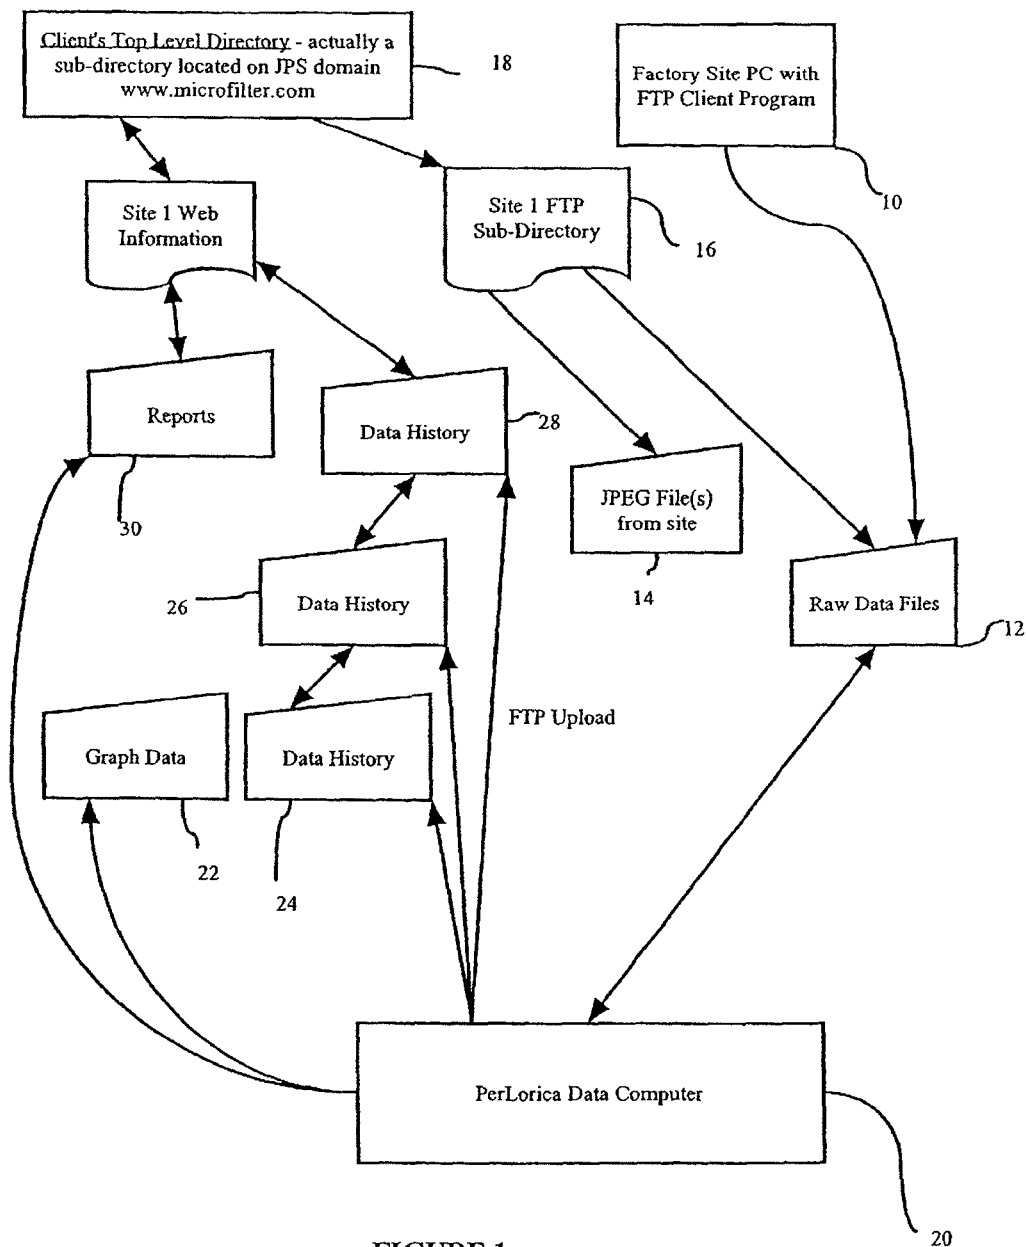 Client's Top Level Directory - actually a
sub-directory located on JPS domain
www.microfilter.com
18
Factory Site PC with
FTP Client Program
10
Site 1 Web
Information
Site 1 FTP
Sub-Directory
16
Reports
30
Data History
28
JPEG File(s)
from site
14
26
Data History
Raw Data Files
12
FTP Upload
Graph Data
22
Data History
24
PerLorica Data Computer
20
FIGURE 1